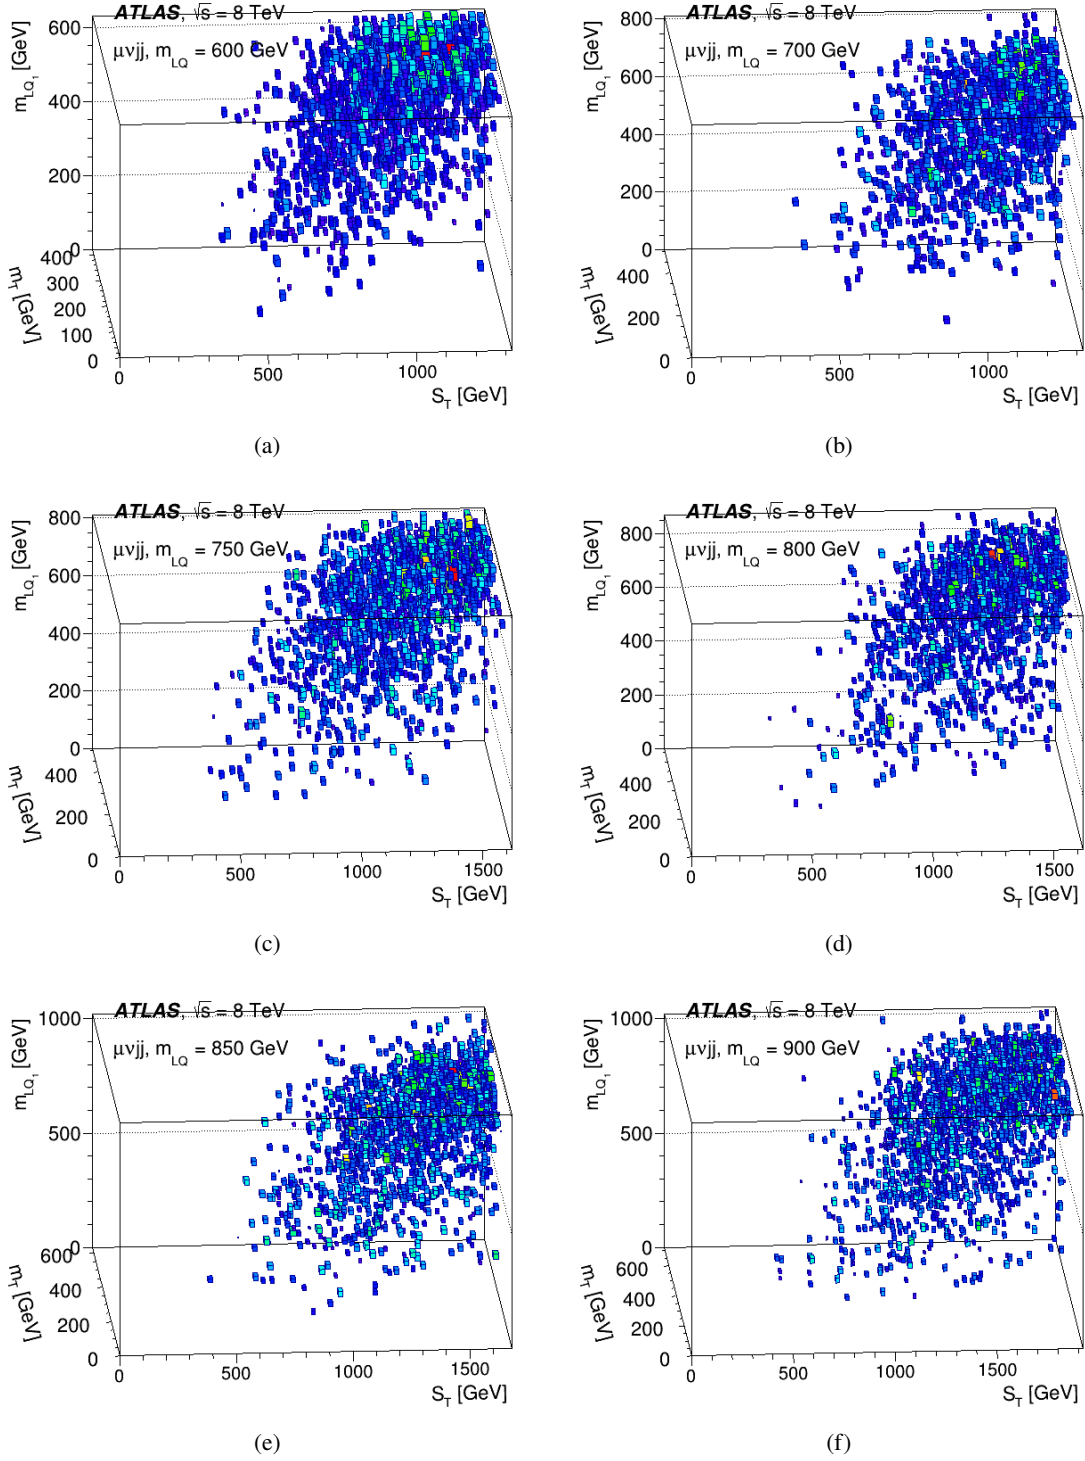 ATLAS, √s = 8 TeV
μνjj, m_LQ = 600 GeV
m_LQ1 [GeV]
600
400
200
0
400
300
200
100
0
m_T [GeV]
0
500
1000
S_T [GeV]
(a)
ATLAS, √s = 8 TeV
μνjj, m_LQ = 700 GeV
m_LQ1 [GeV]
800
600
400
200
0
400
200
0
m_T [GeV]
0
500
1000
S_T [GeV]
(b)
ATLAS, √s = 8 TeV
μνjj, m_LQ = 750 GeV
m_LQ1 [GeV]
800
600
400
200
0
400
200
0
m_T [GeV]
0
500
1000
1500
S_T [GeV]
(c)
ATLAS, √s = 8 TeV
μνjj, m_LQ = 800 GeV
m_LQ1 [GeV]
800
600
400
200
0
400
200
0
m_T [GeV]
0
500
1000
1500
S_T [GeV]
(d)
ATLAS, √s = 8 TeV
μνjj, m_LQ = 850 GeV
m_LQ1 [GeV]
1000
500
0
600
400
200
0
m_T [GeV]
0
500
1000
1500
S_T [GeV]
(e)
ATLAS, √s = 8 TeV
μνjj, m_LQ = 900 GeV
m_LQ1 [GeV]
1000
500
0
600
400
200
0
m_T [GeV]
0
500
1000
1500
S_T [GeV]
(f)